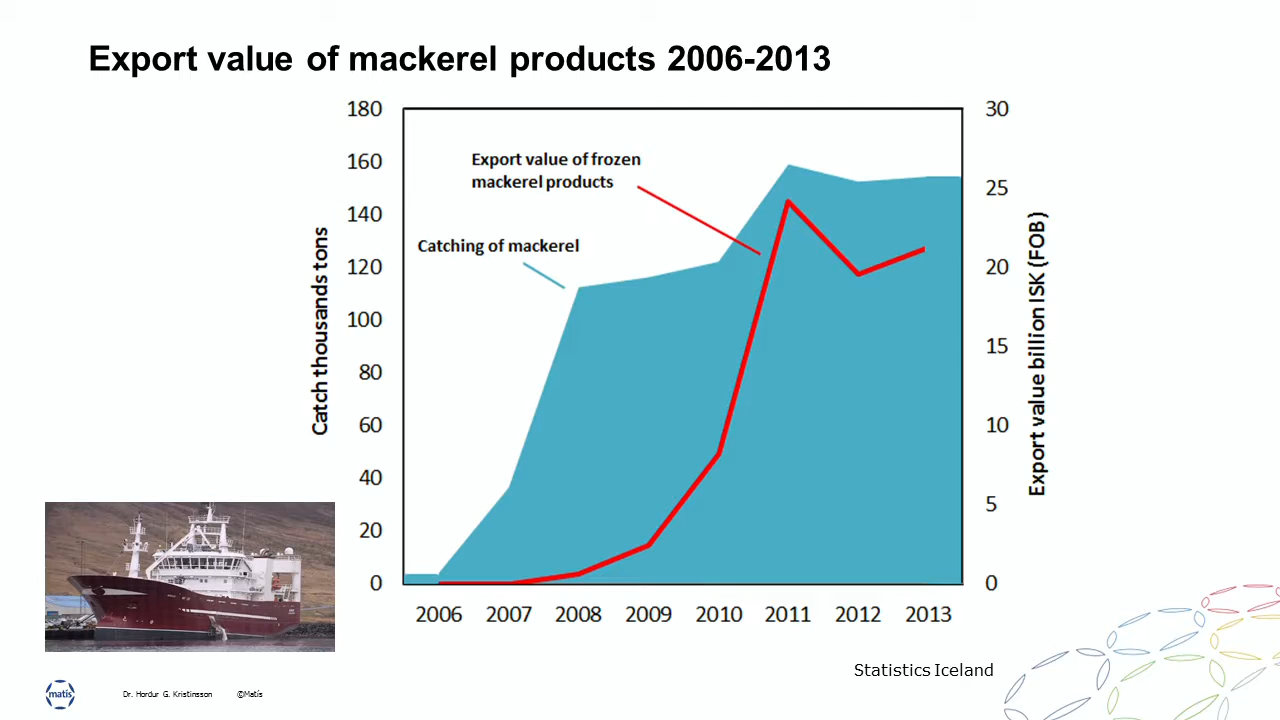 Export value of mackerel products 2006-2013
180
160
140
120
100
80
60
40
20
0
Catch thousands tons
Export value of frozen
mackerel products
Catching of mackerel
30
25
20
15
10
5
0
Export value billion ISK (FOB)
2006 2007 2008 2009 2010 2011 2012 2013
Statistics Iceland
matís
Dr. Hordur G. Kristinsson ©Matís